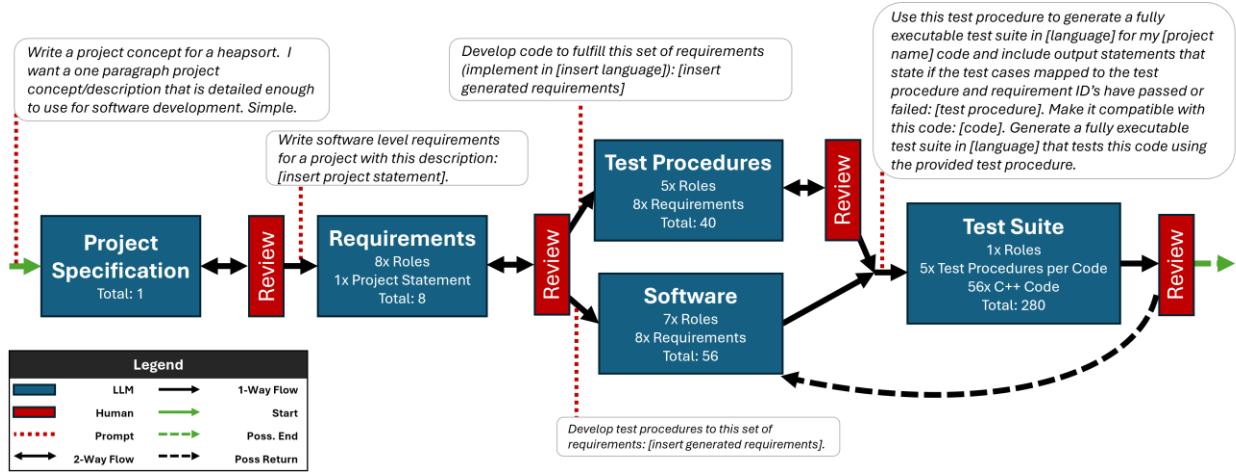 Write a project concept for a heapsort. I
want a one paragraph project
concept/description that is detailed enough
to use for software development. Simple.
Write software level requirements
for a project with this description:
[insert project statement].
Develop code to fulfill this set of requirements
(implement in [insert language]): [insert
generated requirements]
Use this test procedure to generate a fully
executable test suite in [language] for my [project
name] code and include output statements that
state if the test cases mapped to the test
procedure and requirement ID's have passed or
failed: [test procedure]. Make it compatible with
this code: [code]. Generate a fully executable
test suite in [language] that tests this code using
the provided test procedure.
Project
Specification
Total: 1
Review
Requirements
8x Roles
1x Project Statement
Total: 8
Review
Test Procedures
5x Roles
8x Requirements
Total: 40
Review
Software
7x Roles
8x Requirements
Total: 56
Test Suite
1x Roles
5x Test Procedures per Code
56x C++ Code
Total: 280
Review
Develop test procedures to this set of
requirements: [insert generated requirements].
Legend
LLM
1-Way Flow
Human
Start
Prompt
Poss. End
2-Way Flow
Poss Return